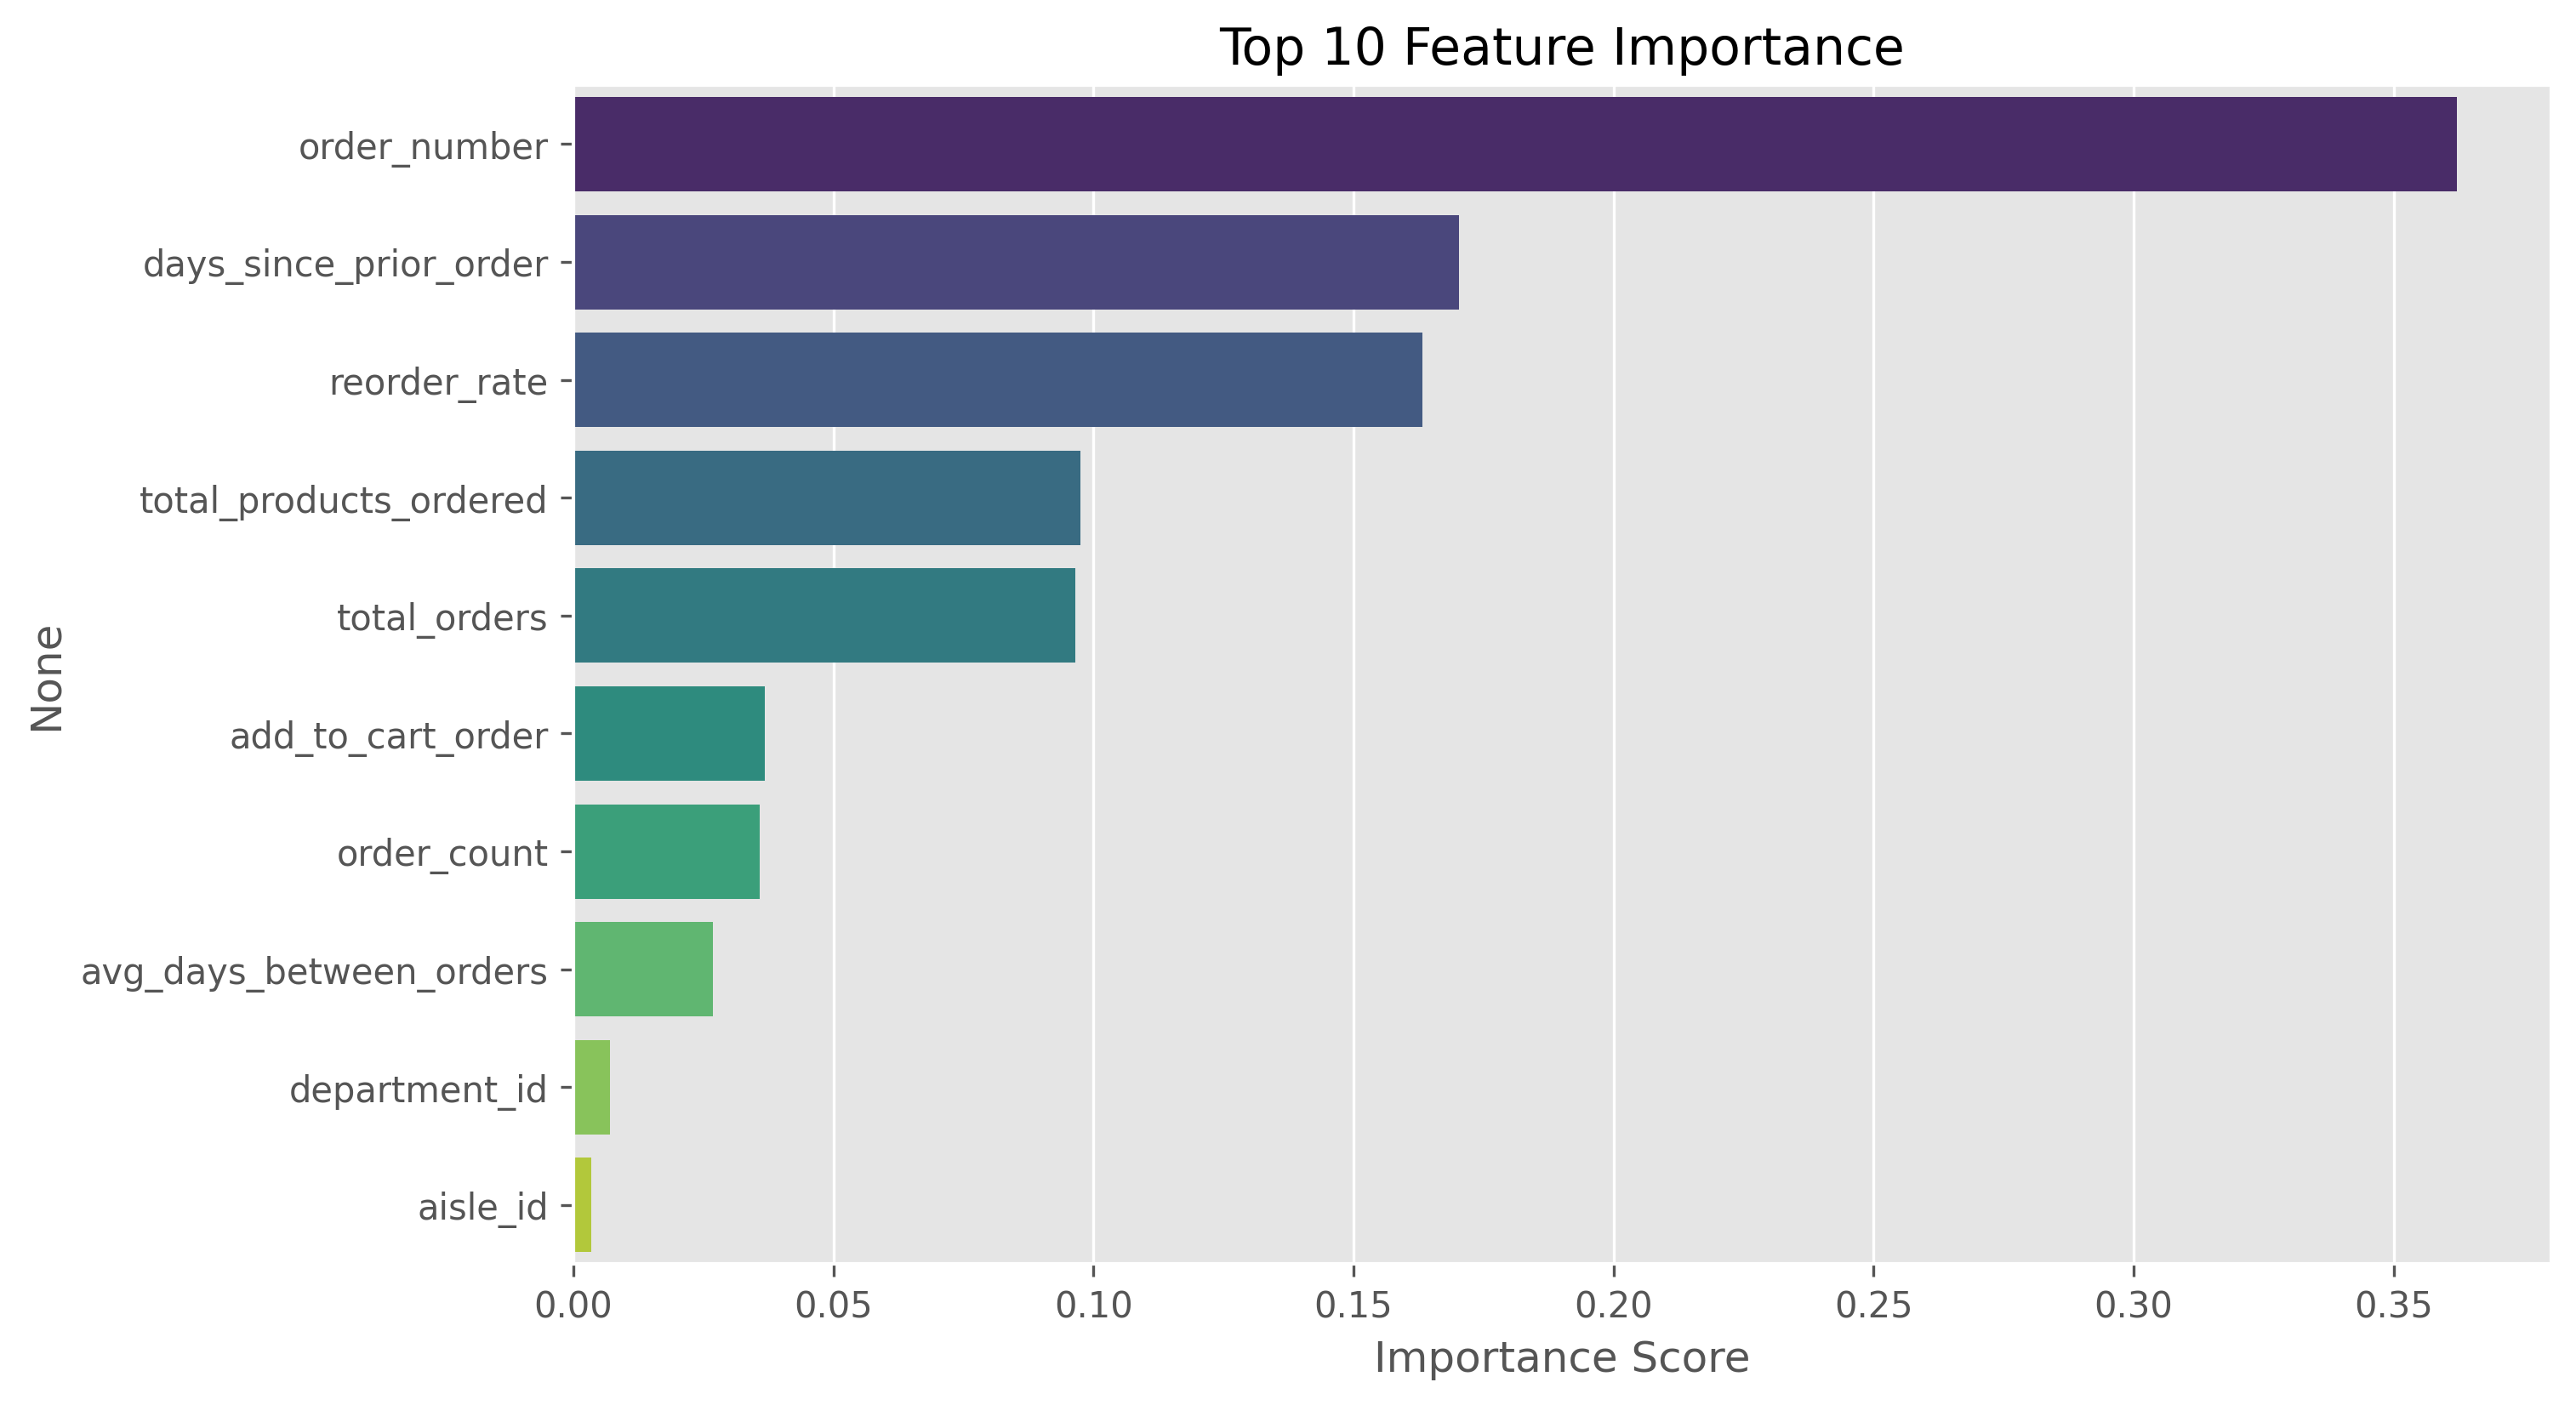 Top 10 Feature Importance
order_number
days_since_prior_order
reorder_rate
total_products_ordered
total_orders
add_to_cart_order
order_count
avg_days_between_orders
department_id
aisle_id
None
0.00 0.05 0.10 0.15 0.20 0.25 0.30 0.35
Importance Score